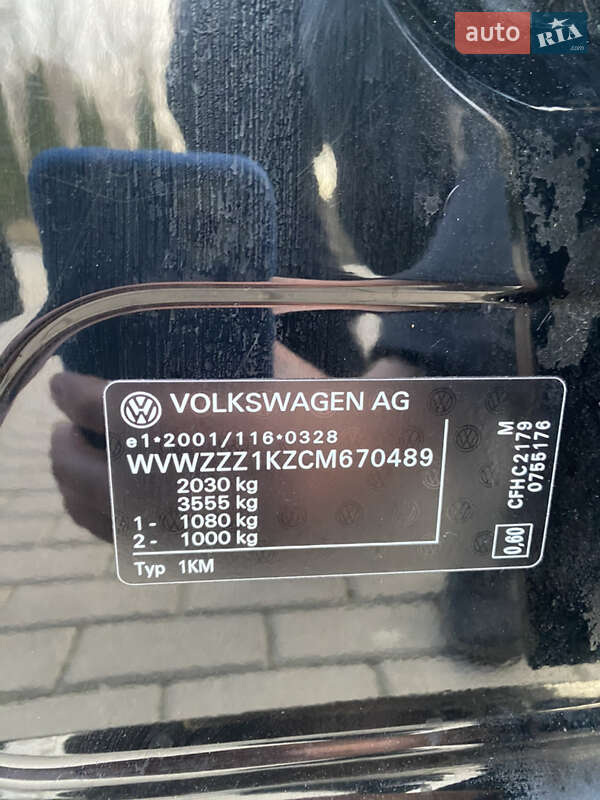 auto RIA.com
VOLKSWAGEN AG
e1*2001/116*0328
WVWZZZ1KZCM670489
2030 kg
3555 kg
1- 1080 kg
2- 1000 kg
Typ 1KM
M
CFHC2179
0755176
0,60